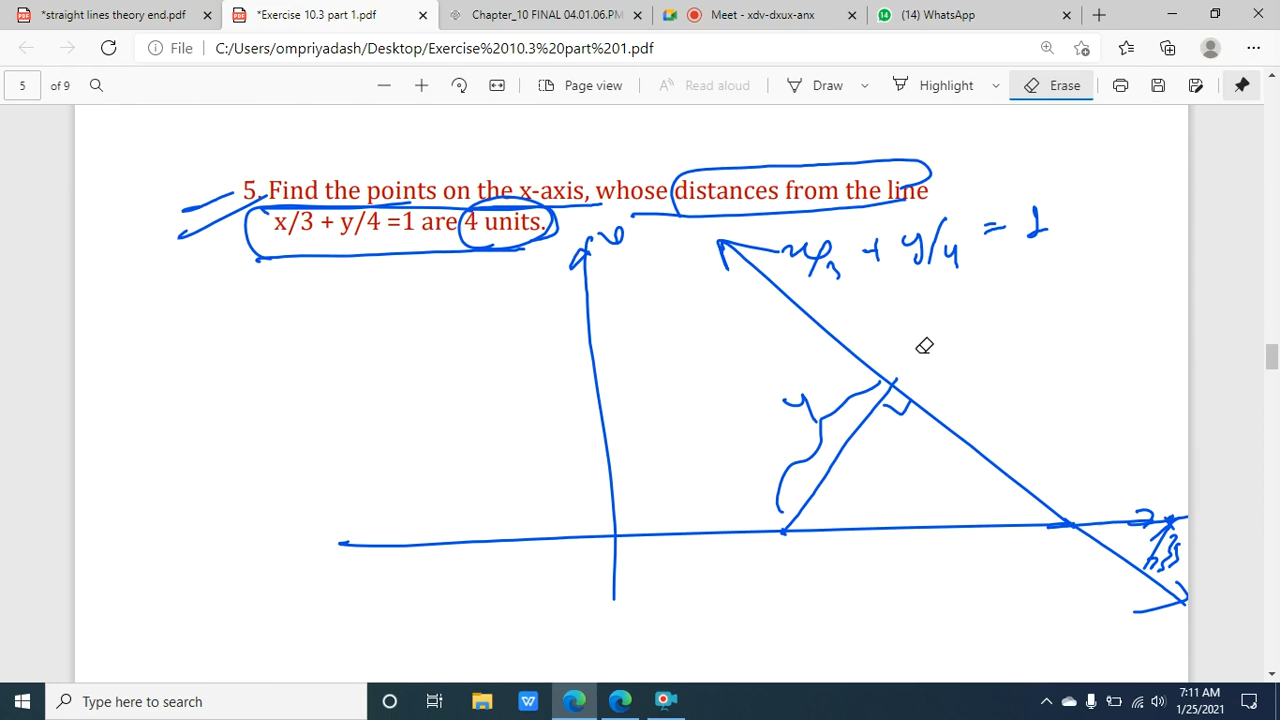 *straight lines theory end.pdf
*Exercise 10.3 part 1.pdf
Chapter_10 FINAL 04.01.06.PM
Meet - xdv-dxux-anx
(14) WhatsApp
File
C:/Users/ompriyadash/Desktop/Exercise%2010.3%20part%201.pdf
5 of 9
Page view
Read aloud
Draw
Highlight
Erase
5. Find the points on the x-axis, whose distances from the line
x/3 + y/4 =1 are 4 units.
x/3 + y/4 = 1
4
Type here to search
7:11 AM
1/25/2021